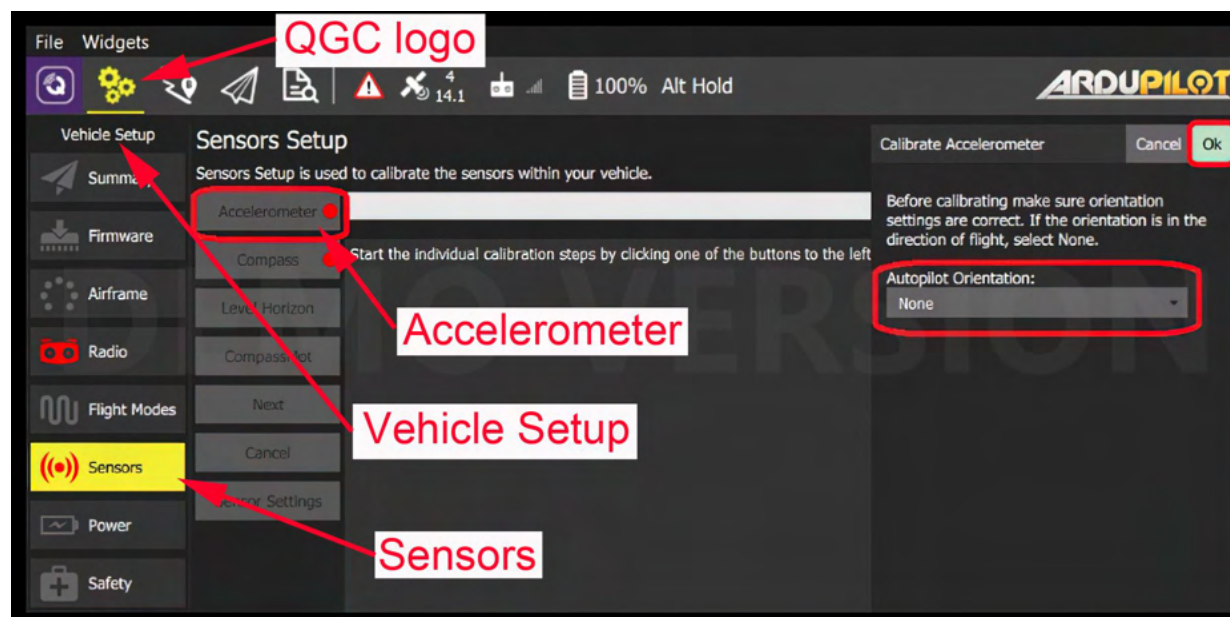 QGC logo
File Widgets
4
14.1
100% Alt Hold
ARDUPILOT
Vehicle Setup
Summary
Firmware
Airframe
Radio
Flight Modes
Sensors
Power
Safety
Sensors Setup
Sensors Setup is used to calibrate the sensors within your vehicle.
Accelerometer
Compass
Level Horizon
CompassMot
Next
Cancel
Sensor Settings
Start the individual calibration steps by clicking one of the buttons to the left
Accelerometer
Vehicle Setup
Sensors
Calibrate Accelerometer
Cancel
Ok
Before calibrating make sure orientation
settings are correct. If the orientation is in the
direction of flight, select None.
Autopilot Orientation:
None
DEMO VERSION